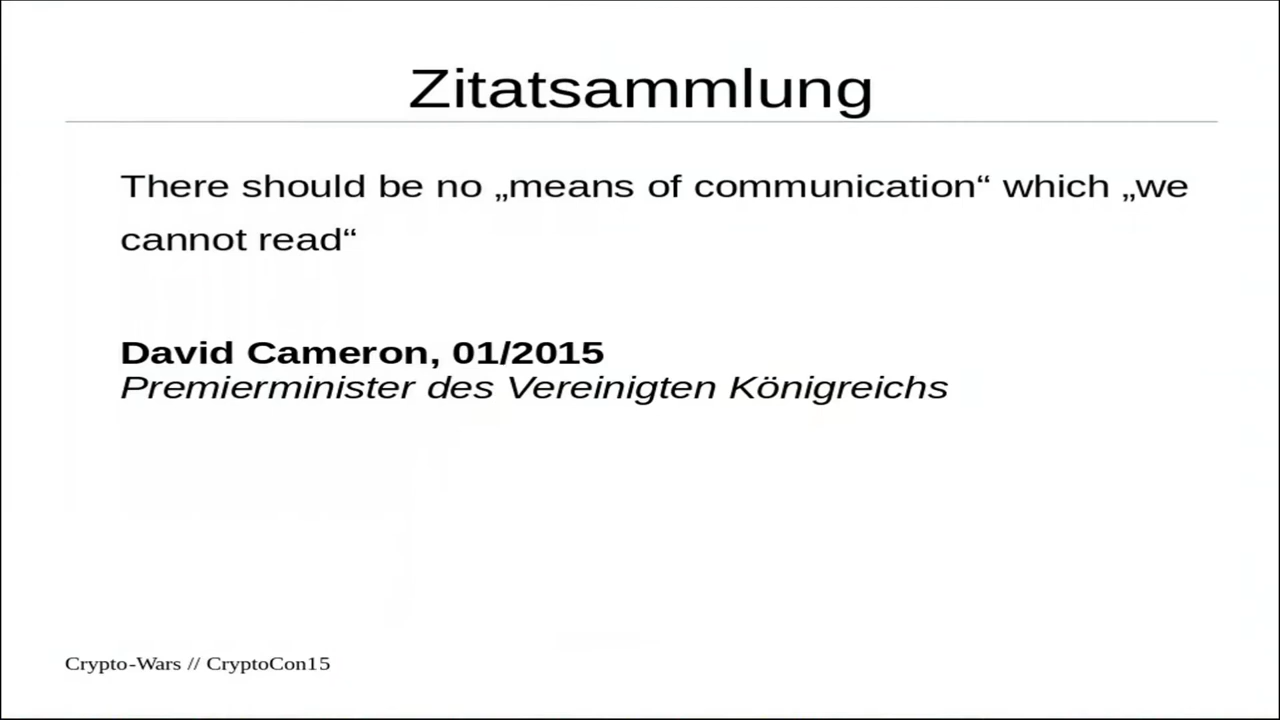 Zitatsammlung
There should be no „means of communication“ which „we
cannot read“
David Cameron, 01/2015
Premierminister des Vereinigten Königreichs
Crypto-Wars // CryptoCon15